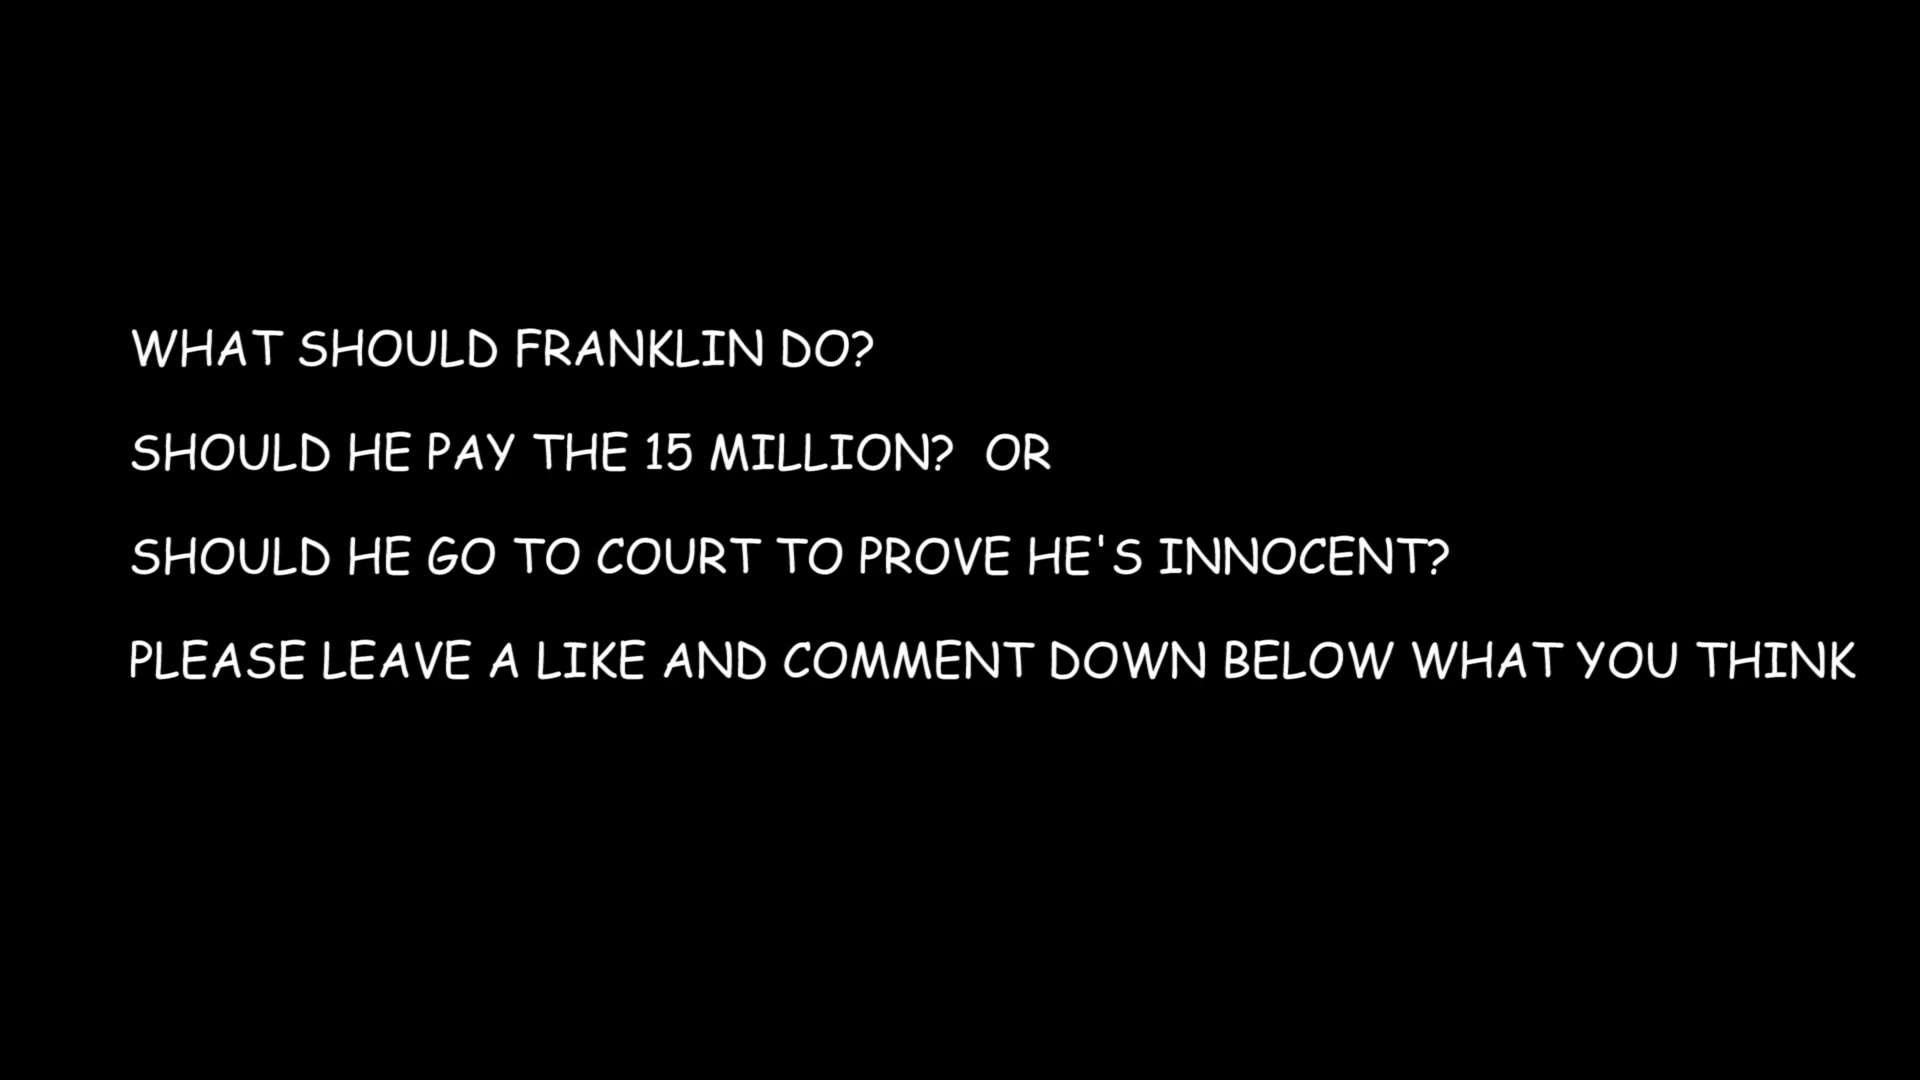 WHAT SHOULD FRANKLIN DO?
SHOULD HE PAY THE 15 MILLION?  OR
SHOULD HE GO TO COURT TO PROVE HE'S INNOCENT?
PLEASE LEAVE A LIKE AND COMMENT DOWN BELOW WHAT YOU THINK